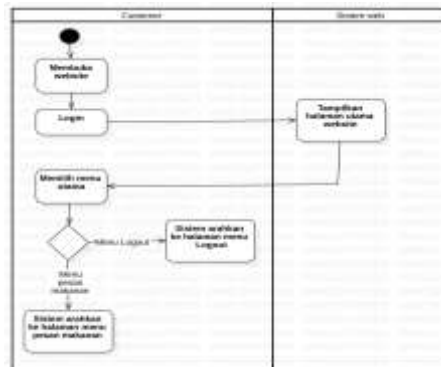 Customer
Sistem web
Membuka
website
Login
Tampilkan
halaman utama
website
Memilih menu
utama
Menu Logout
Sistem arahkan
ke halaman menu
Logout
Menu
pesan
makanan
Sistem arahkan
ke halaman menu
pesan makanan